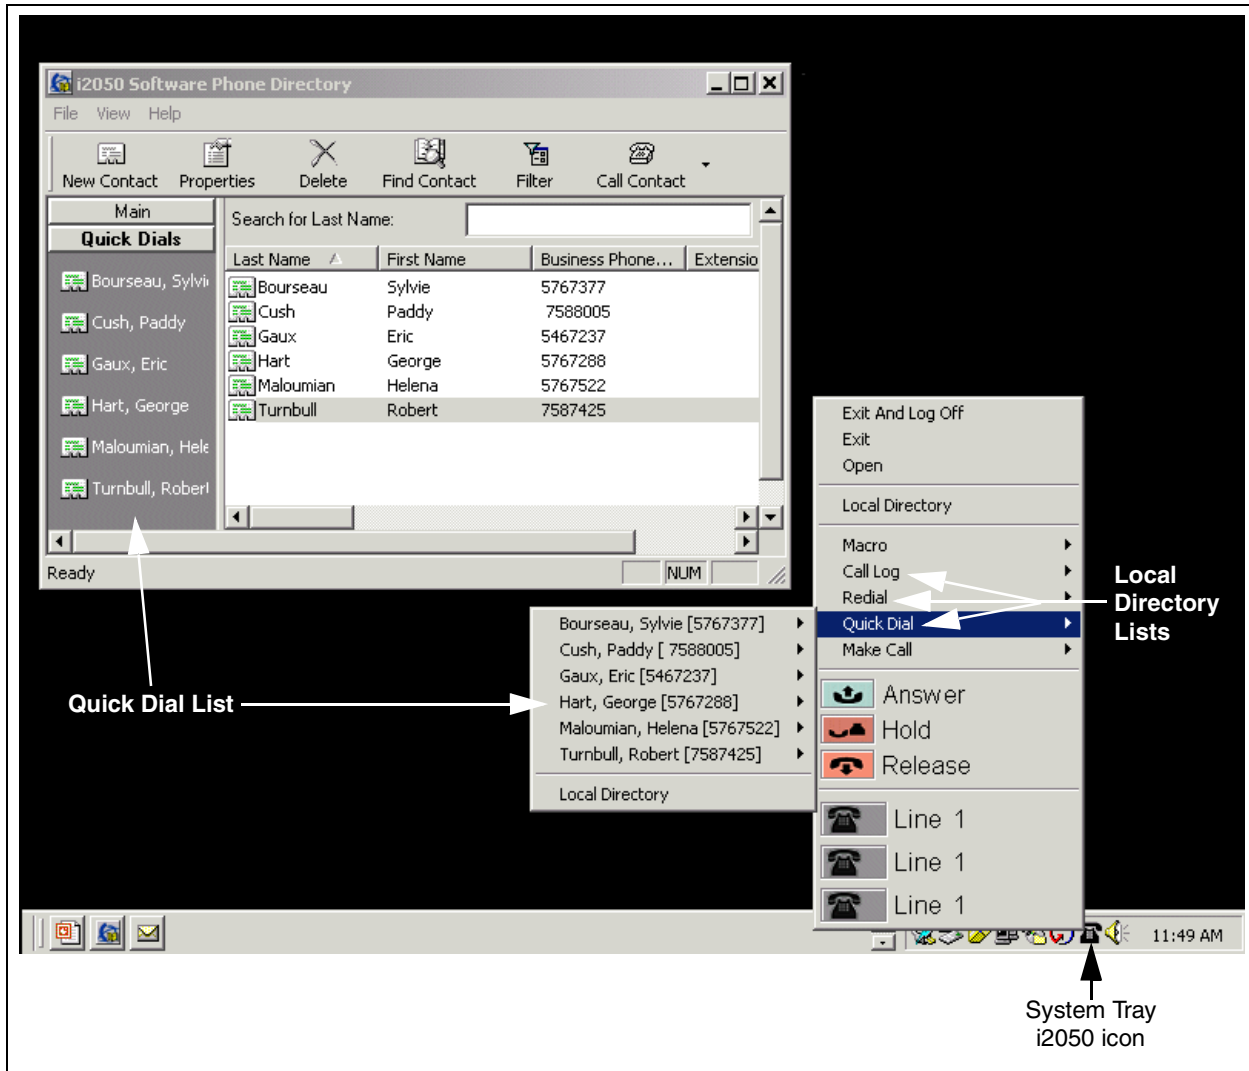 i2050 Software Phone Directory
File View Help
New Contact Properties Delete Find Contact Filter Call Contact
Main
Quick Dials
Bourseau, Sylvi
Cush, Paddy
Gaux, Eric
Hart, George
Maloumian, Hele
Turnbull, Robert
Search for Last Name:
Last Name First Name Business Phone... Extensio
Bourseau Sylvie 5767377
Cush Paddy 7588005
Gaux Eric 5467237
Hart George 5767288
Maloumian Helena 5767522
Turnbull Robert 7587425
Ready NUM
Exit And Log Off
Exit
Open
Local Directory
Macro
Call Log
Redial
Quick Dial
Make Call
Answer
Hold
Release
Line 1
Line 1
Line 1
Local
Directory
Lists
Bourseau, Sylvie [5767377]
Cush, Paddy [ 7588005]
Gaux, Eric [5467237]
Hart, George [5767288]
Maloumian, Helena [5767522]
Turnbull, Robert [7587425]
Local Directory
Quick Dial List
11:49 AM
System Tray
i2050 icon